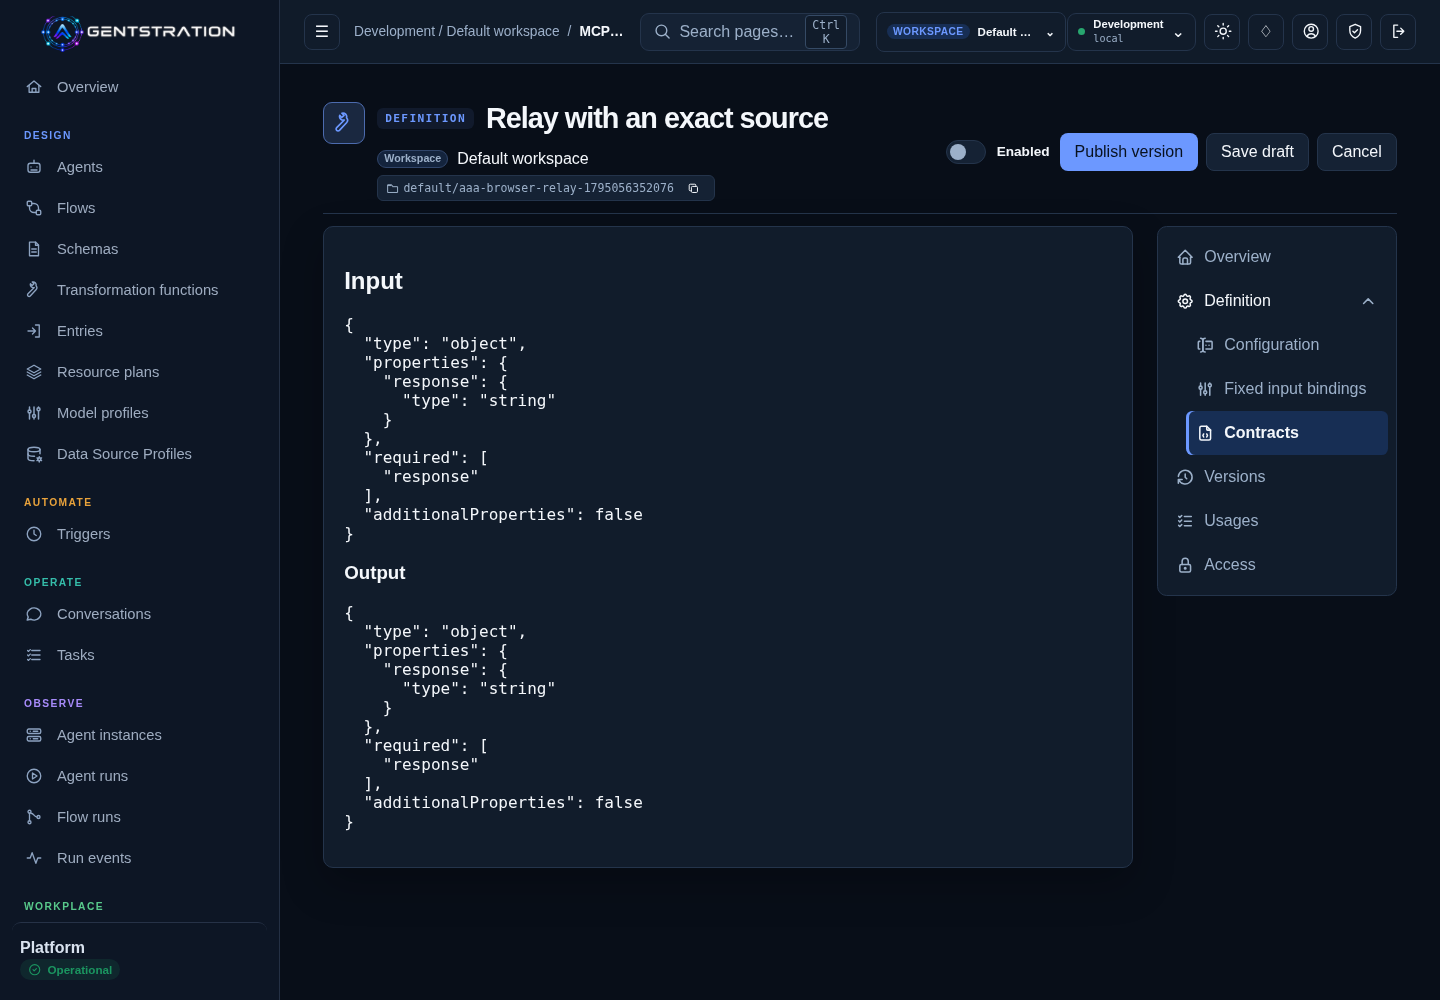 GENTSTRATION
Overview
DESIGN
Agents
Flows
Schemas
Transformation functions
Entries
Resource plans
Model profiles
Data Source Profiles
AUTOMATE
Triggers
OPERATE
Conversations
Tasks
OBSERVE
Agent instances
Agent runs
Flow runs
Run events
WORKPLACE
Platform
Operational
Development / Default workspace / MCP…
Search pages…
Ctrl
K
WORKSPACE Default …
Development
local
DEFINITION Relay with an exact source
Workspace Default workspace
default/aaa-browser-relay-1795056352076
Enabled
Publish version
Save draft
Cancel
Input
{
  "type": "object",
  "properties": {
    "response": {
      "type": "string"
    }
  },
  "required": [
    "response"
  ],
  "additionalProperties": false
}
Output
{
  "type": "object",
  "properties": {
    "response": {
      "type": "string"
    }
  },
  "required": [
    "response"
  ],
  "additionalProperties": false
}
Overview
Definition
Configuration
Fixed input bindings
Contracts
Versions
Usages
Access